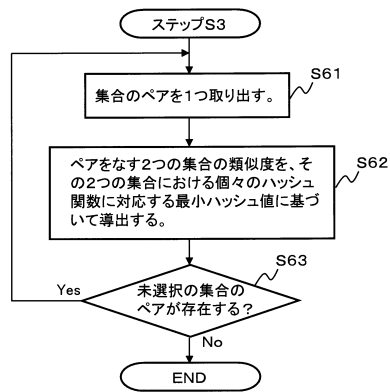 ステップS3
S61
集合のペアを1つ取り出す。
S62
ペアをなす2つの集合の類似度を、そ
の2つの集合における個々のハッシュ
関数に対応する最小ハッシュ値に基づ
いて導出する。
S63
未選択の集合の
ペアが存在する？
Yes
No
END